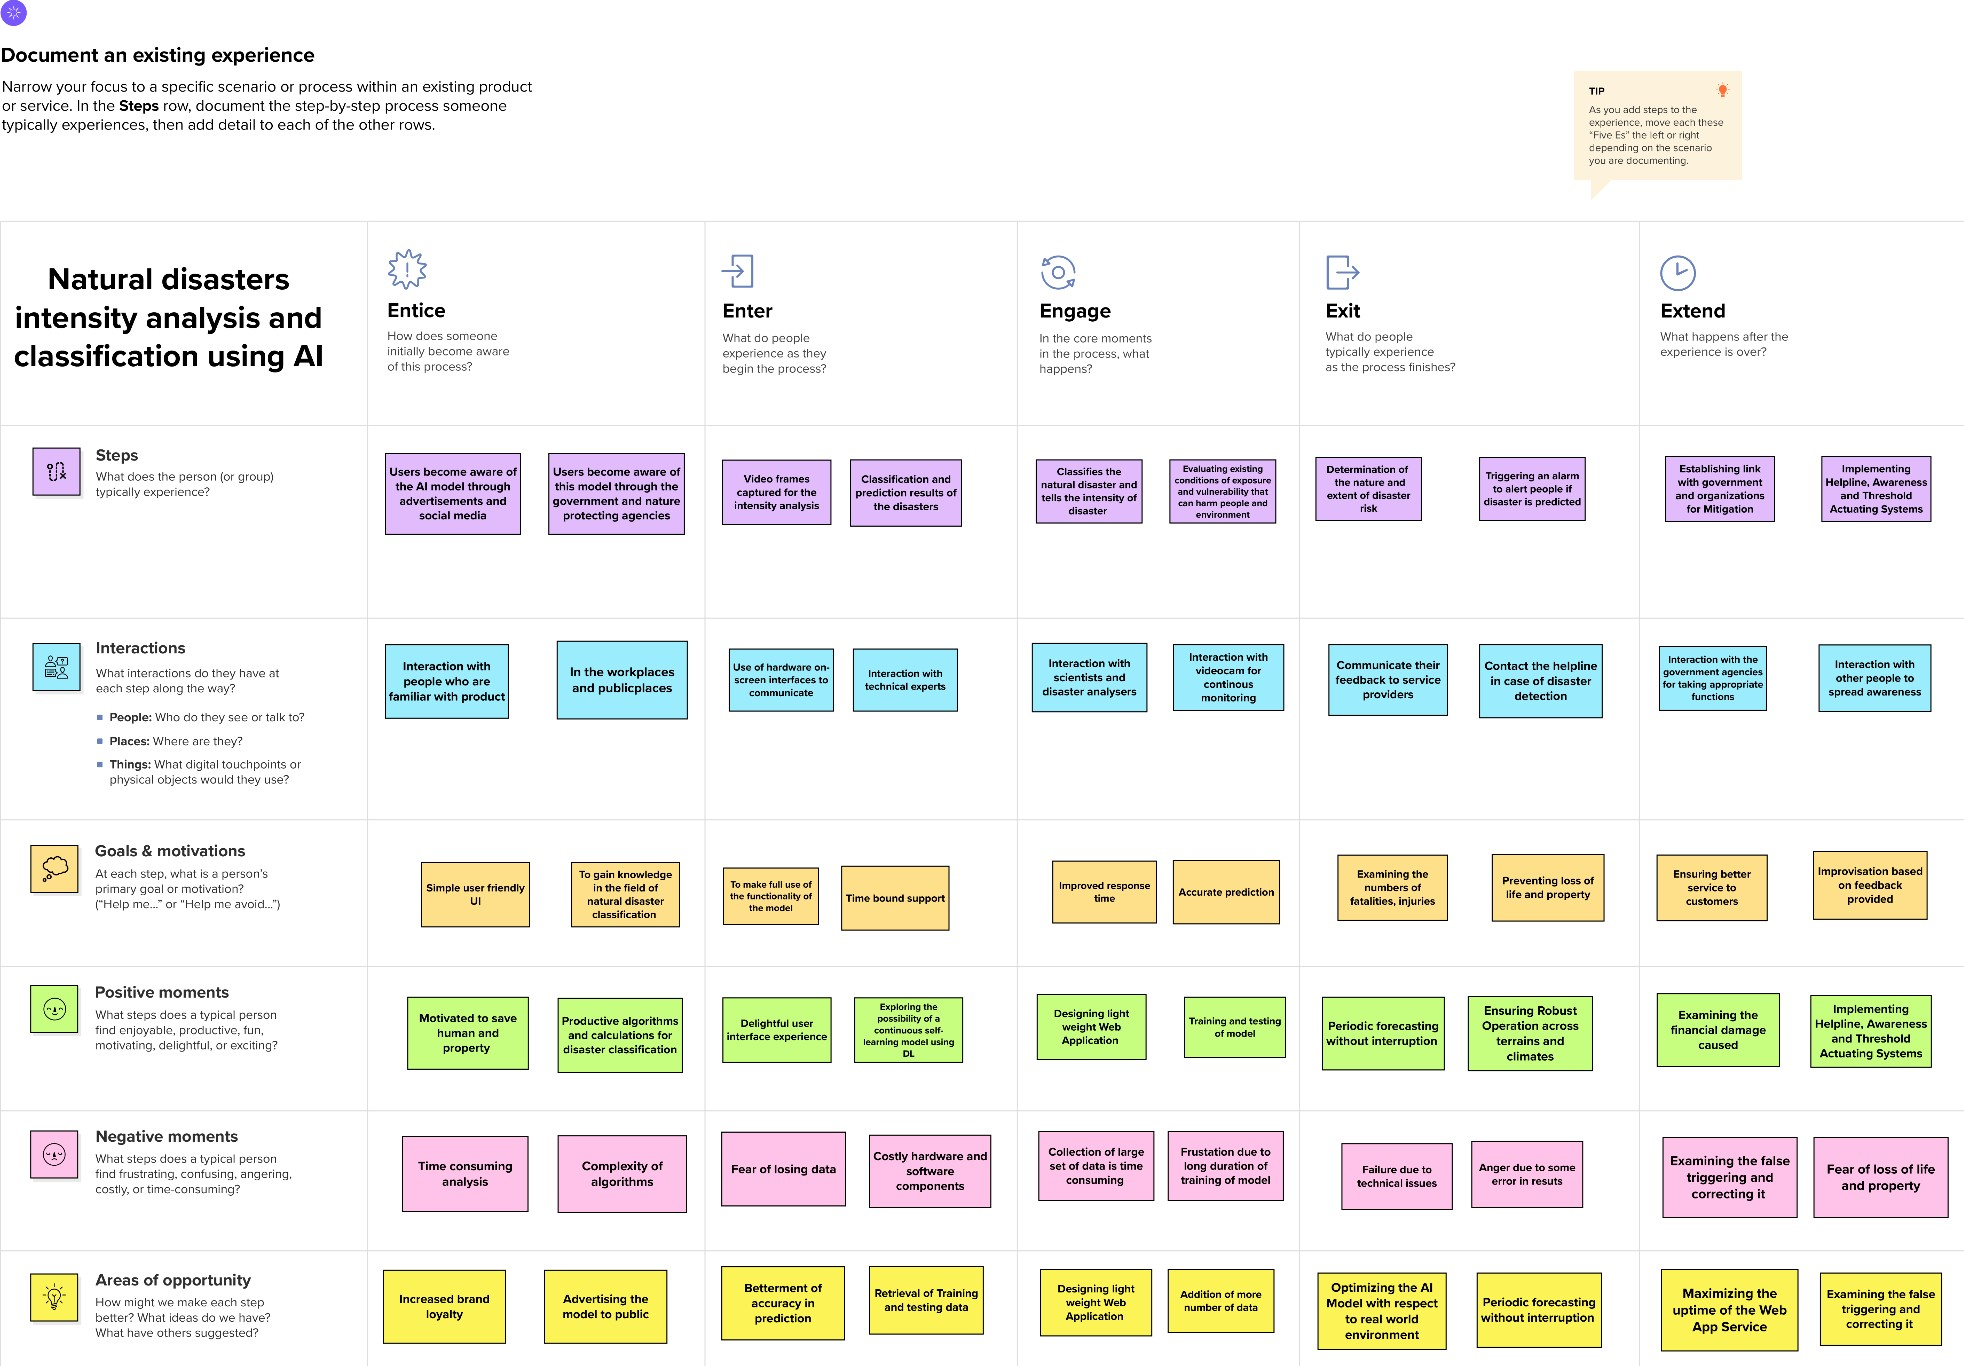 Document an existing experience
Narrow your focus to a specific scenario or process within an existing product
or service. In the Steps row, document the step-by-step process someone
typically experiences, then add detail to each of the other rows.
TIP
As you add steps to the
experience, move each these
“Five Es” the left or right
depending on the scenario
you are documenting.
Natural disasters
intensity analysis and
classification using AI
Entice
How does someone
initially become aware
of this process?
Enter
What do people
experience as they
begin the process?
Engage
In the core moments
in the process, what
happens?
Exit
What do people
typically experience
as the process finishes?
Extend
What happens after the
experience is over?
Steps
What does the person (or group)
typically experience?
Users become aware of
the AI model through
advertisements and
social media
Users become aware of
this model through the
government and nature
protecting agencies
Video frames
captured for the
intensity analysis
Classification and
prediction results of
the disasters
Classifies the
natural disaster and
tells the intensity of
disaster
Evaluating existing
conditions of exposure
and vulnerability that
can harm people and
environment
Determination of
the nature and
extent of disaster
risk
Triggering an alarm
to alert people if
disaster is predicted
Establishing link
with government
and organizations
for Mitigation
Implementing
Helpline, Awareness
and Threshold
Actuating Systems
Interactions
What interactions do they have at
each step along the way?
People: Who do they see or talk to?
Places: Where are they?
Things: What digital touchpoints or
physical objects would they use?
Interaction with
people who are
familiar with product
In the workplaces
and publicplaces
Use of hardware on-
screen interfaces to
communicate
Interaction with
technical experts
Interaction with
scientists and
disaster analysers
Interaction with
videocam for
continous
monitoring
Communicate their
feedback to service
providers
Contact the helpline
in case of disaster
detection
Interaction with the
government agencies
for taking appropriate
functions
Interaction with
other people to
spread awareness
Goals & motivations
At each step, what is a person’s
primary goal or motivation?
(“Help me...” or “Help me avoid...”)
Simple user friendly
UI
To gain knowledge
in the field of
natural disaster
classification
To make full use of
the functionality of
the model
Time bound support
Improved response
time
Accurate prediction
Examining the
numbers of
fatalities, injuries
Preventing loss of
life and property
Ensuring better
service to
customers
Improvisation based
on feedback
provided
Positive moments
What steps does a typical person
find enjoyable, productive, fun,
motivating, delightful, or exciting?
Motivated to save
human and
property
Productive algorithms
and calculations for
disaster classification
Delightful user
interface experience
Exploring the
possibility of a
continuous self-
learning model using
DL
Designing light
weight Web
Application
Training and testing
of model
Periodic forecasting
without interruption
Ensuring Robust
Operation across
terrains and
climates
Examining the
financial damage
caused
Implementing
Helpline, Awareness
and Threshold
Actuating Systems
Negative moments
What steps does a typical person
find frustrating, confusing, angering,
costly, or time-consuming?
Time consuming
analysis
Complexity of
algorithms
Fear of losing data
Costly hardware and
software
components
Collection of large
set of data is time
consuming
Frustation due to
long duration of
training of model
Failure due to
technical issues
Anger due to some
error in resuts
Examining the false
triggering and
correcting it
Fear of loss of life
and property
Areas of opportunity
How might we make each step
better? What ideas do we have?
What have others suggested?
Increased brand
loyalty
Advertising the
model to public
Betterment of
accuracy in
prediction
Retrieval of Training
and testing data
Designing light
weight Web
Application
Addition of more
number of data
Optimizing the AI
Model with respect
to real world
environment
Periodic forecasting
without interruption
Maximizing the
uptime of the Web
App Service
Examining the false
triggering and
correcting it